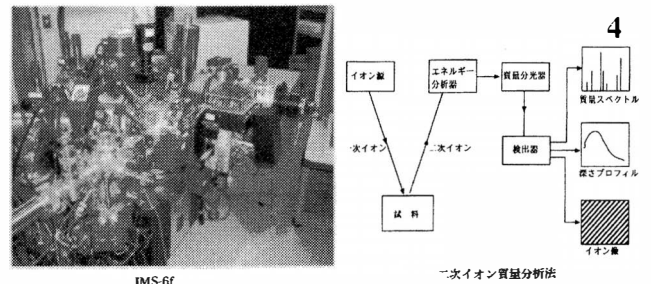 4
イオン銃
エネルギー
分析器
質量分光器
質量スペクトル
一次イオン
二次イオン
検出器
深さプロフィル
試 料
イオン像
IMS-6f
二次イオン質量分析法